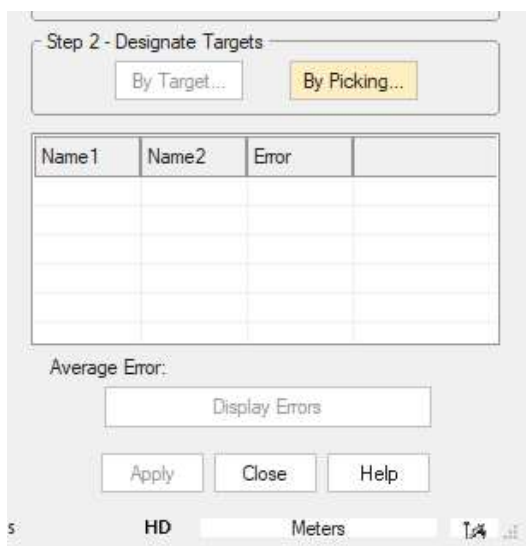 Step 2 - Designate Targets
By Target... By Picking...
Name1 Name2 Error
Average Error:
Display Errors
Apply Close Help
s HD Meters